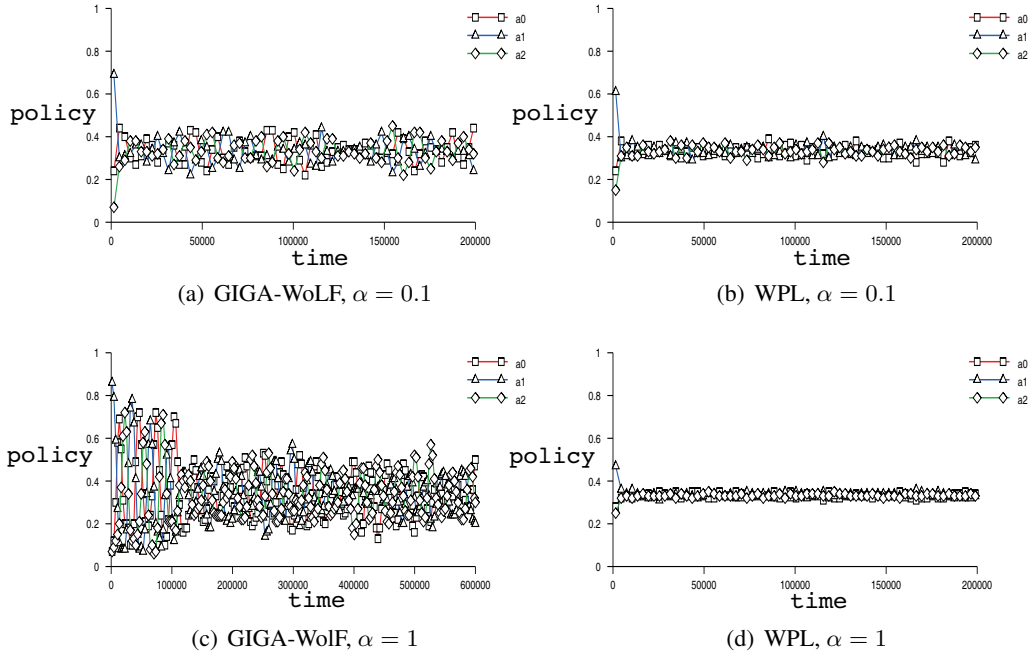 1
0.8
0.6
0.4
0.2
0
policy
0 50000 100000 150000 200000
time
a0
a1
a2
(a) GIGA-WoLF, α = 0.1
1
0.8
0.6
0.4
0.2
0
policy
0 50000 100000 150000 200000
time
a0
a1
a2
(b) WPL, α = 0.1
1
0.8
0.6
0.4
0.2
0
policy
0 100000 200000 300000 400000 500000 600000
time
a0
a1
a2
(c) GIGA-WolF, α = 1
1
0.8
0.6
0.4
0.2
0
policy
0 50000 100000 150000 200000
time
a0
a1
a2
(d) WPL, α = 1